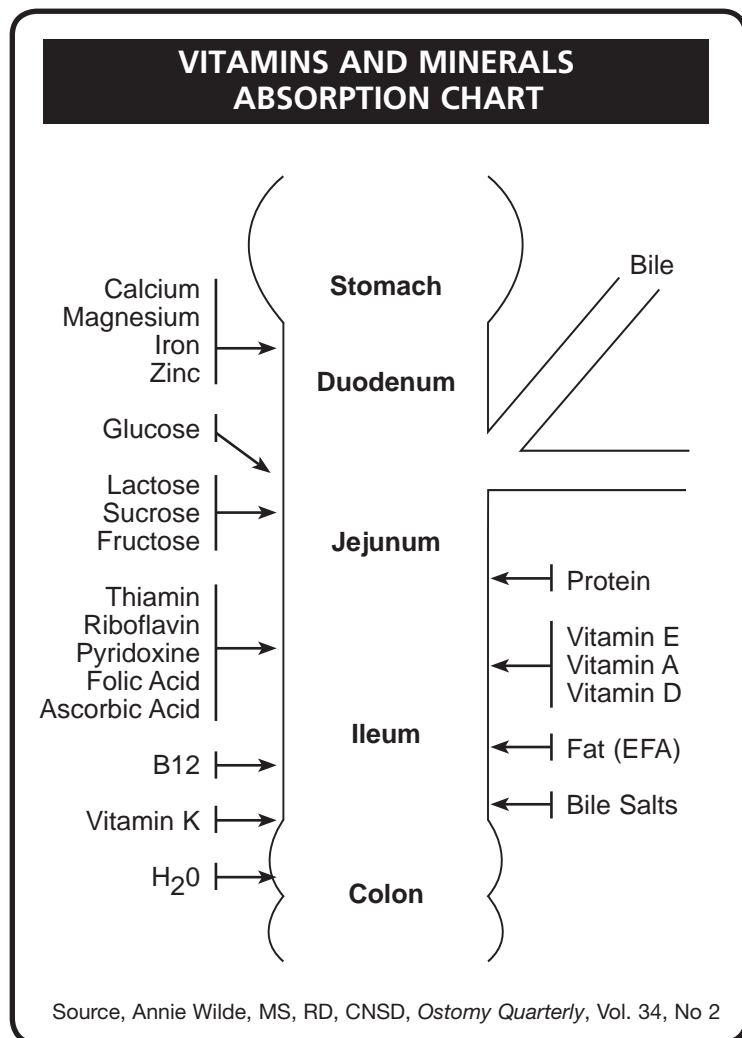 VITAMINS AND MINERALS
ABSORPTION CHART
Bile
Stomach
Calcium
Magnesium
Iron
Zinc
Duodenum
Glucose
Lactose
Sucrose
Fructose
Jejunum
Protein
Thiamin
Riboflavin
Pyridoxine
Folic Acid
Ascorbic Acid
Vitamin E
Vitamin A
Vitamin D
Ileum
B12
Fat (EFA)
Vitamin K
Bile Salts
H20
Colon
Source, Annie Wilde, MS, RD, CNSD, Ostomy Quarterly, Vol. 34, No 2